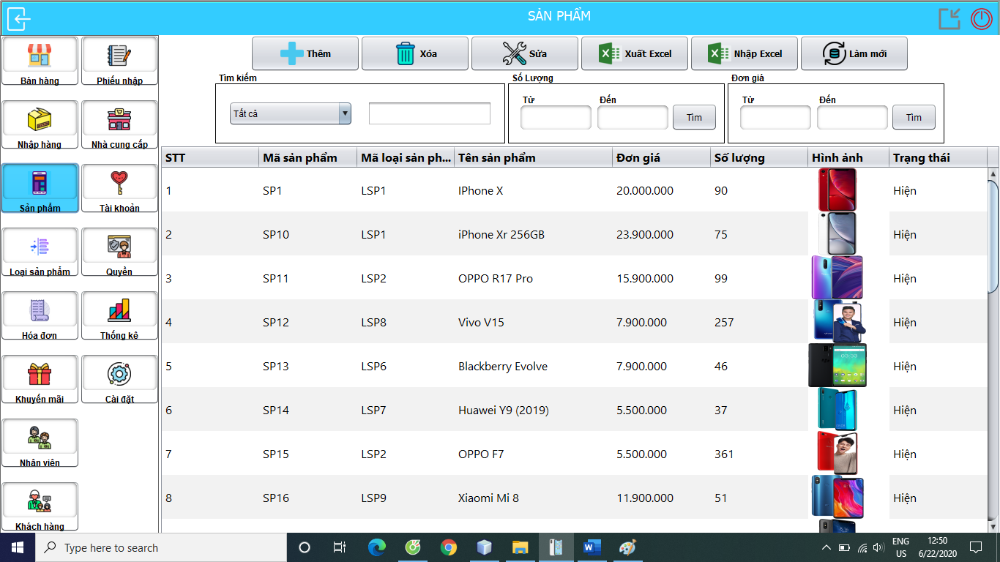 SẢN PHẨM
Bán hàng
Phiếu nhập
Nhập hàng
Nhà cung cấp
Sản phẩm
Tài khoản
Loại sản phẩm
Quyền
Hóa đơn
Thống kê
Khuyến mãi
Cài đặt
Nhân viên
Khách hàng
Thêm
Xóa
Sửa
Xuất Excel
Nhập Excel
Làm mới
Tìm kiếm
Tất cả
Số Lượng
Từ
Đến
Tìm
Đơn giá
Từ
Đến
Tìm
STT Mã sản phẩm Mã loại sản ph... Tên sản phẩm Đơn giá Số lượng Hình ảnh Trạng thái
1 SP1 LSP1 IPhone X 20.000.000 90 Hiện
2 SP10 LSP1 iPhone Xr 256GB 23.900.000 75 Hiện
3 SP11 LSP2 OPPO R17 Pro 15.900.000 99 Hiện
4 SP12 LSP8 Vivo V15 7.900.000 257 Hiện
5 SP13 LSP6 Blackberry Evolve 7.900.000 46 Hiện
6 SP14 LSP7 Huawei Y9 (2019) 5.500.000 37 Hiện
7 SP15 LSP2 OPPO F7 5.500.000 361 Hiện
8 SP16 LSP9 Xiaomi Mi 8 11.900.000 51 Hiện
Type here to search
ENG
US
12:50
6/22/2020